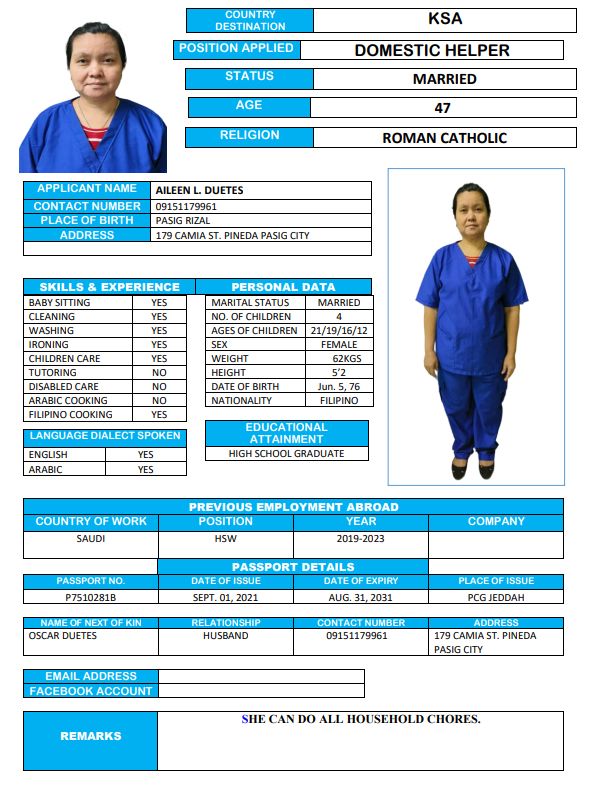 COUNTRY DESTINATION KSA
POSITION APPLIED DOMESTIC HELPER
STATUS MARRIED
AGE 47
RELIGION ROMAN CATHOLIC
APPLICANT NAME AILEEN L. DUETES
CONTACT NUMBER 09151179961
PLACE OF BIRTH PASIG RIZAL
ADDRESS 179 CAMIA ST. PINEDA PASIG CITY
SKILLS & EXPERIENCE
BABY SITTING YES
CLEANING YES
WASHING YES
IRONING YES
CHILDREN CARE YES
TUTORING NO
DISABLED CARE NO
ARABIC COOKING NO
FILIPINO COOKING YES
PERSONAL DATA
MARITAL STATUS MARRIED
NO. OF CHILDREN 4
AGES OF CHILDREN 21/19/16/12
SEX FEMALE
WEIGHT 62KGS
HEIGHT 5'2
DATE OF BIRTH Jun. 5, 76
NATIONALITY FILIPINO
LANGUAGE DIALECT SPOKEN
ENGLISH YES
ARABIC YES
EDUCATIONAL
ATTAINMENT
HIGH SCHOOL GRADUATE
PREVIOUS EMPLOYMENT ABROAD
COUNTRY OF WORK POSITION YEAR COMPANY
SAUDI HSW 2019-2023
PASSPORT DETAILS
PASSPORT NO. DATE OF ISSUE DATE OF EXPIRY PLACE OF ISSUE
P7510281B SEPT. 01, 2021 AUG. 31, 2031 PCG JEDDAH
NAME OF NEXT OF KIN RELATIONSHIP CONTACT NUMBER ADDRESS
OSCAR DUETES HUSBAND 09151179961 179 CAMIA ST. PINEDA
PASIG CITY
EMAIL ADDRESS
FACEBOOK ACCOUNT
REMARKS
SHE CAN DO ALL HOUSEHOLD CHORES.